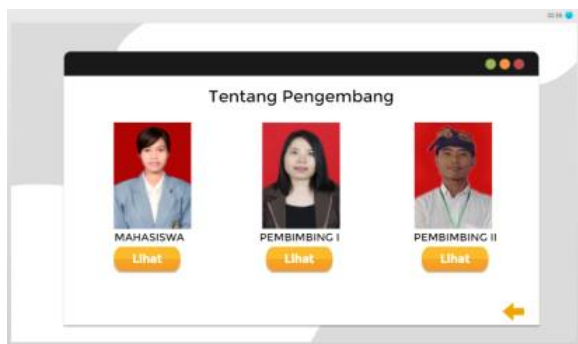 Tentang Pengembang
MAHASISWA
PEMBIMBING I
PEMBIMBING II
Lihat
Lihat
Lihat